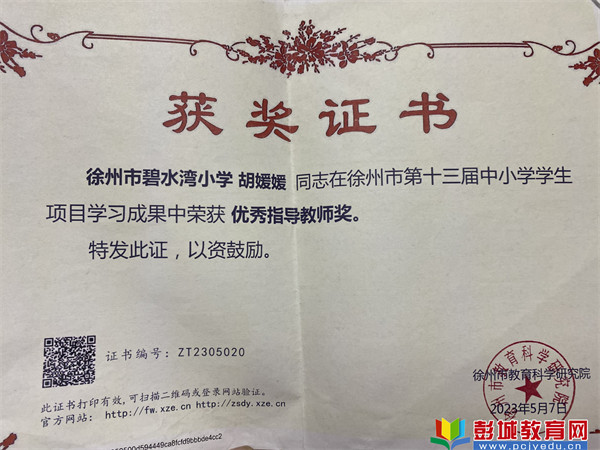 获奖证书
徐州市碧水湾小学 胡媛媛 同志在徐州市第十三届中小学学生
项目学习成果中荣获 优秀指导教师奖。
特发此证，以资鼓励。
证书编号：ZT2305020
此证书打印有效，可扫描二维码或登录网站验证。
官方网站： http://fw.xze.cn http://zsdy.xze.cn
徐州市教育科学研究院
2023年5月7日
彭城教育网
www.pcjyedu.cn